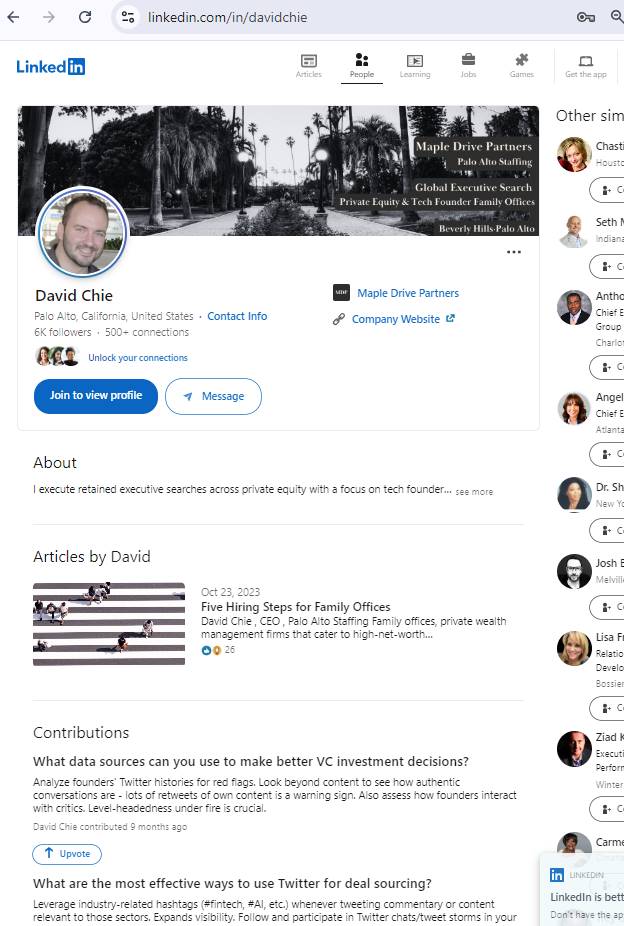 linkedin.com/in/davidchie
Linked in
Articles
People
Learning
Jobs
Games
Get the app
Maple Drive Partners
Palo Alto Staffing
Global Executive Search
Private Equity & Tech Founder Family Offices
Beverly Hills-Palo Alto
David Chie
Palo Alto, California, United States · Contact Info
6K followers · 500+ connections
Unlock your connections
MDP
Maple Drive Partners
Company Website
Join to view profile
Message
About
I execute retained executive searches across private equity with a focus on tech founder... see more
Articles by David
Oct 23, 2023
Five Hiring Steps for Family Offices
David Chie , CEO , Palo Alto Staffing Family offices, private wealth
management firms that cater to high-net-worth...
26
Contributions
What data sources can you use to make better VC investment decisions?
Analyze founders' Twitter histories for red flags. Look beyond content to see how authentic
conversations are - lots of retweets of own content is a warning sign. Also assess how founders interact
with critics. Level-headedness under fire is crucial.
David Chie contributed 9 months ago
Upvote
What are the most effective ways to use Twitter for deal sourcing?
Leverage industry-related hashtags (#fintech, #AI, etc.) whenever tweeting commentary or content
relevant to those sectors. Expands visibility. Follow and participate in Twitter chats/tweet storms in your
Other sim
Chasti
Housto
Seth M
Indiana
Antho
Chief E
Group
Charlot
Angel
Chief E
Atlanta
Dr. Sh
New Yo
Josh B
Melvill
Lisa Fr
Relatio
Develo
Bossier
Ziad K
Executi
Perform
Winter
Carme
LINKEDIN
LinkedIn is bett
Don't have the ap